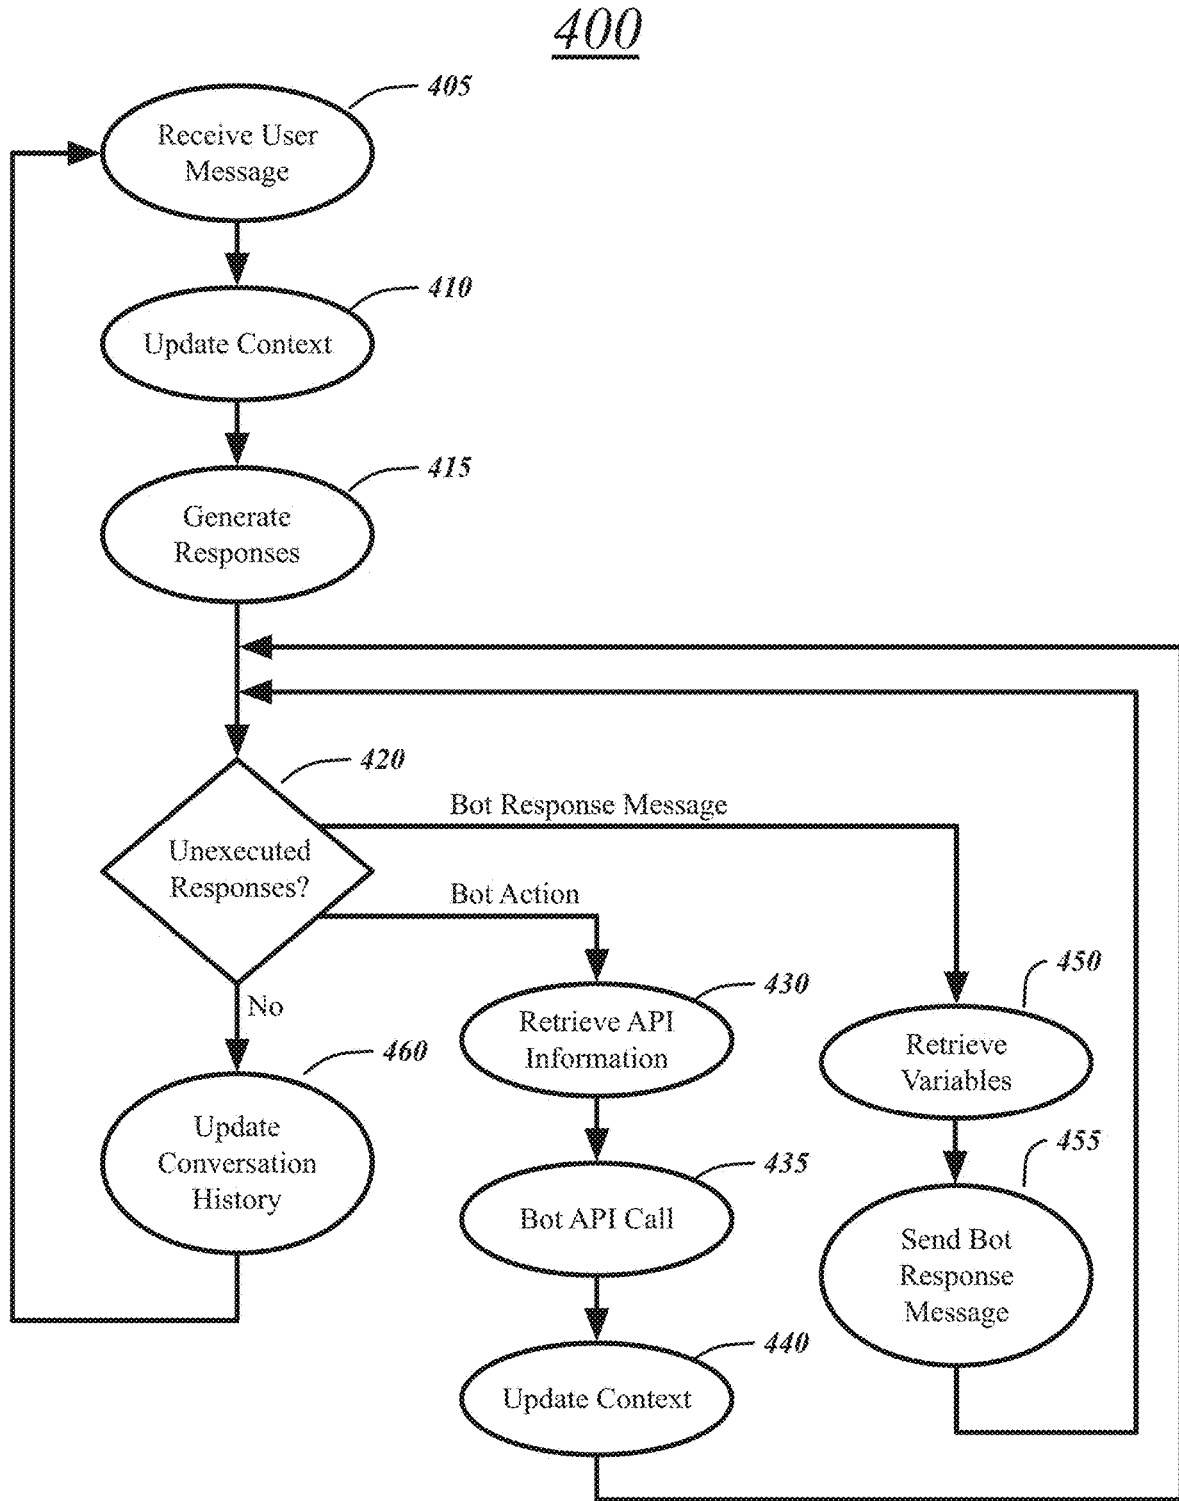 400
405
Receive User
Message
410
Update Context
415
Generate
Responses
420
Bot Response Message
Unexecuted
Responses?
Bot Action
No
430
Retrieve API
Information
450
Retrieve
Variables
460
Update
Conversation
History
435
Bot API Call
455
Send Bot
Response
Message
440
Update Context